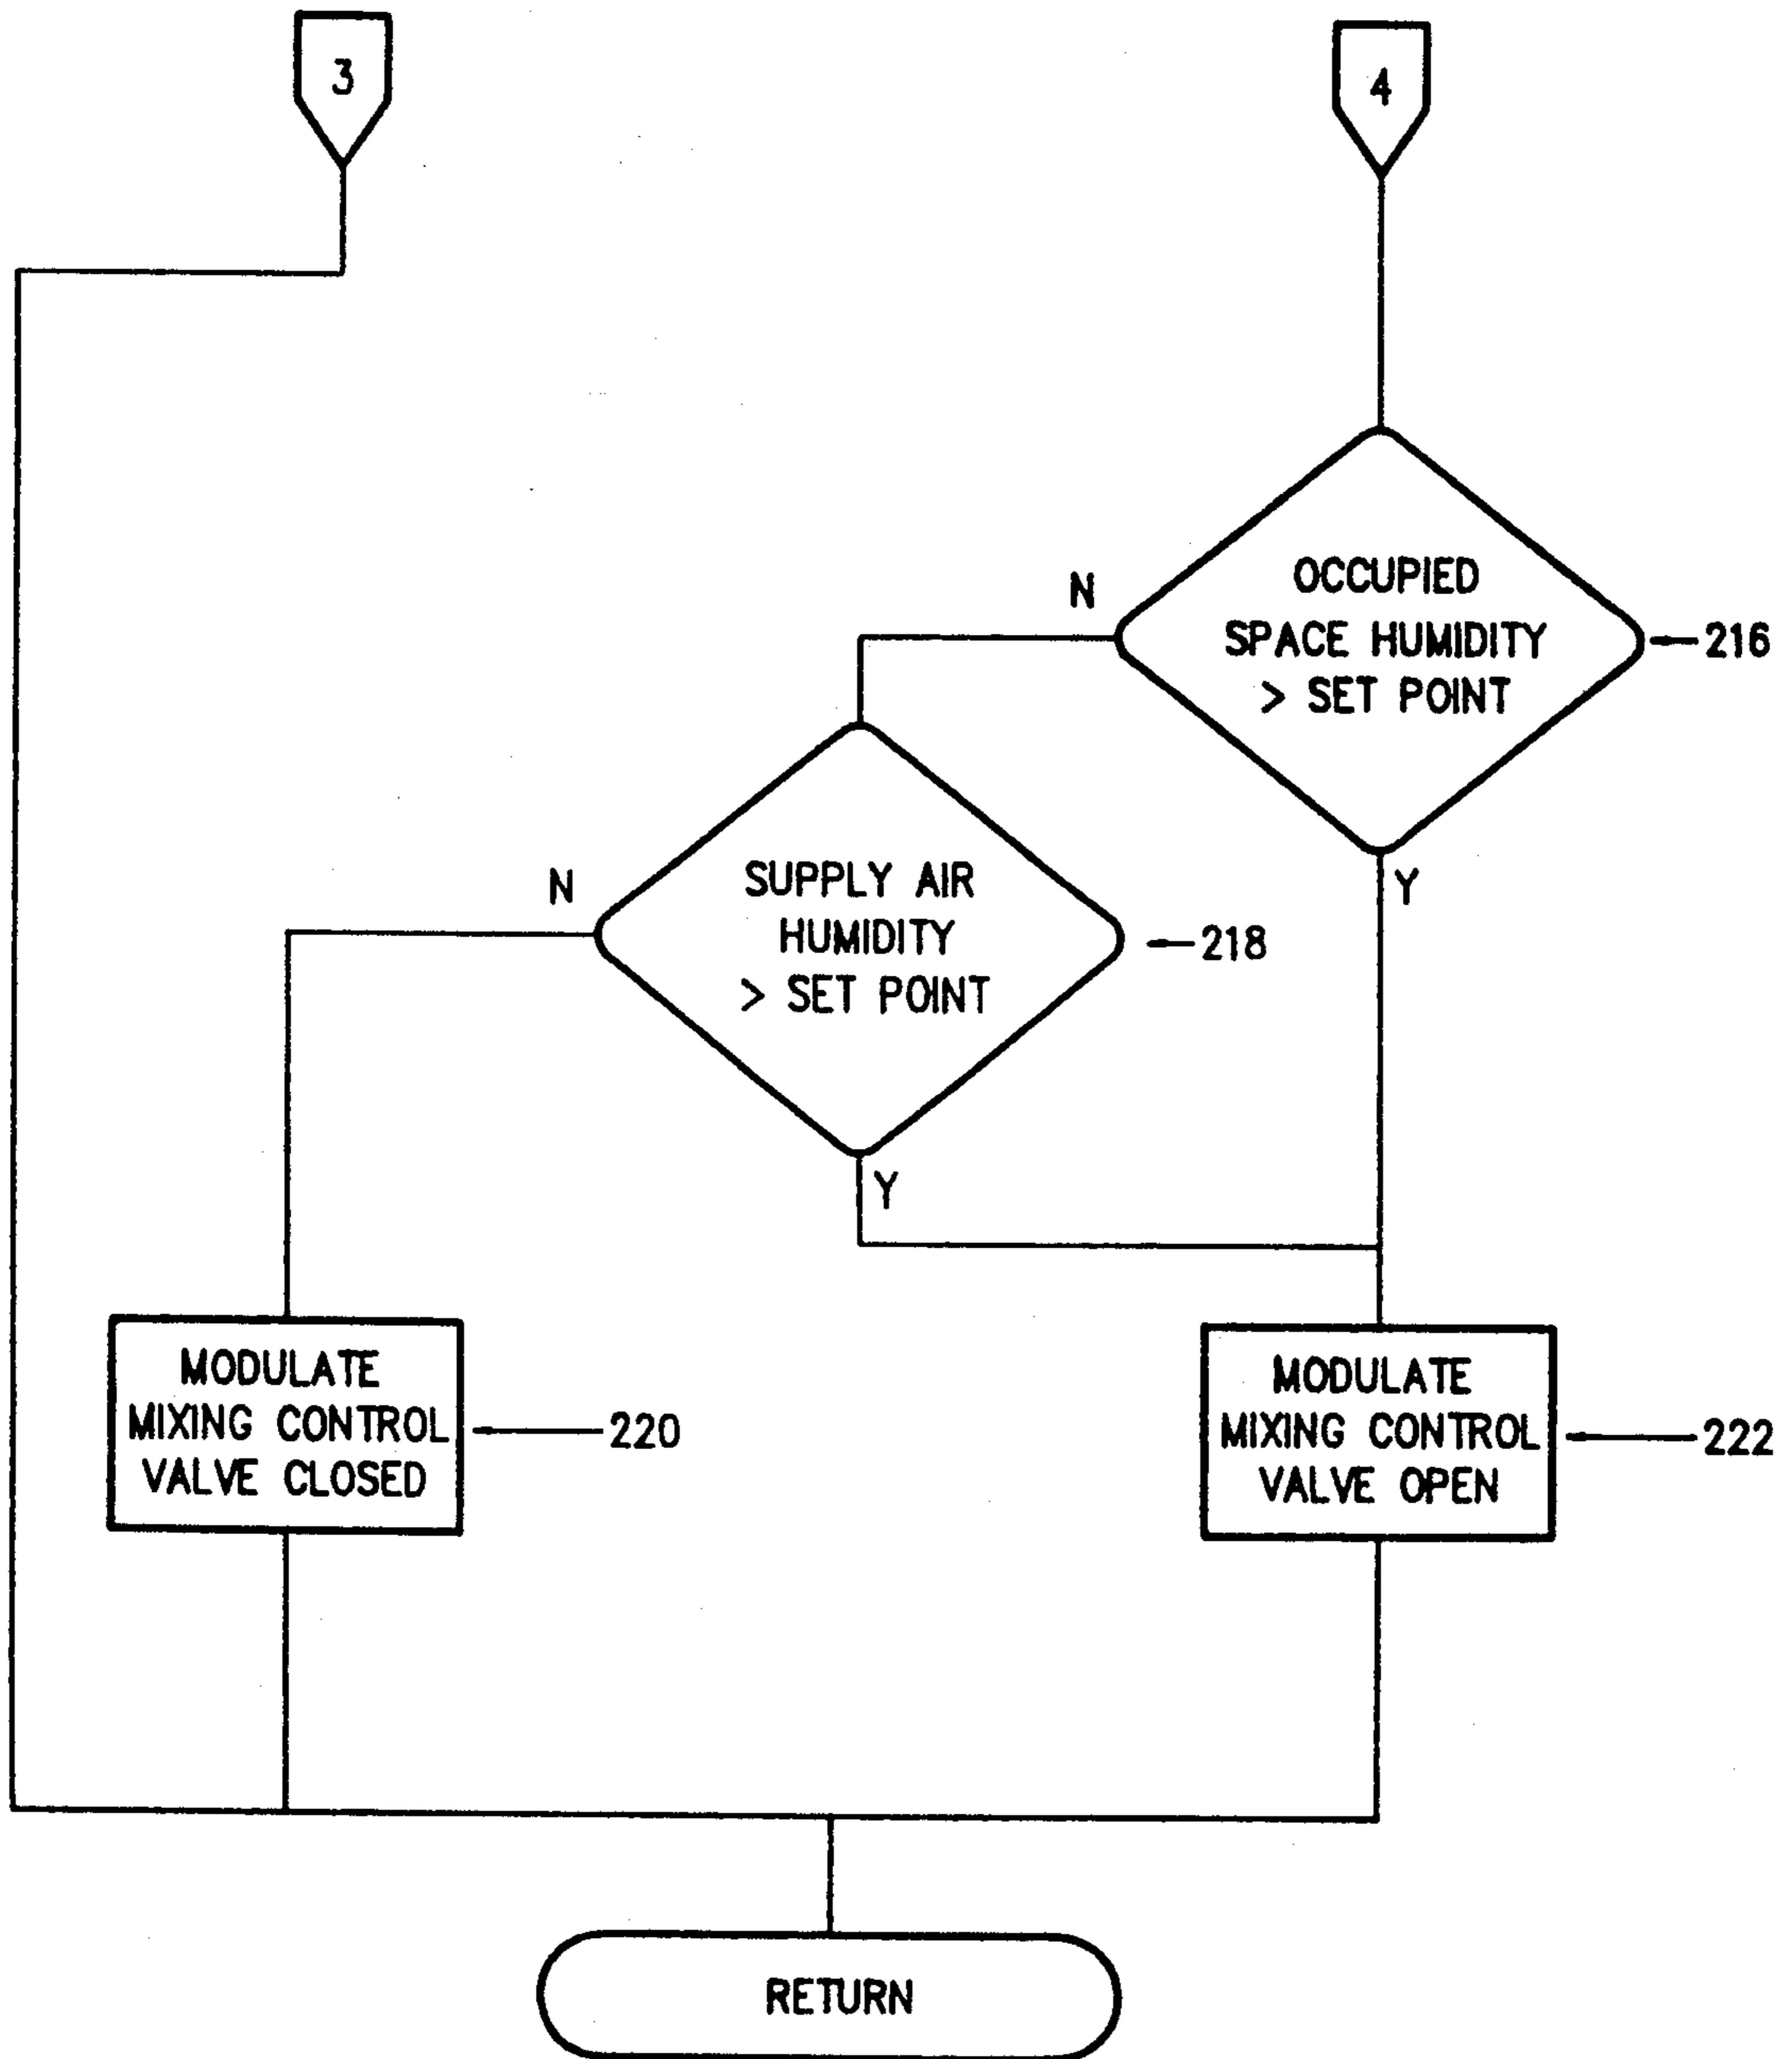 3
4
N
OCCUPIED
SPACE HUMIDITY
> SET POINT
216
Y
N
SUPPLY AIR
HUMIDITY
> SET POINT
218
Y
MODULATE
MIXING CONTROL
VALVE CLOSED
220
MODULATE
MIXING CONTROL
VALVE OPEN
222
RETURN